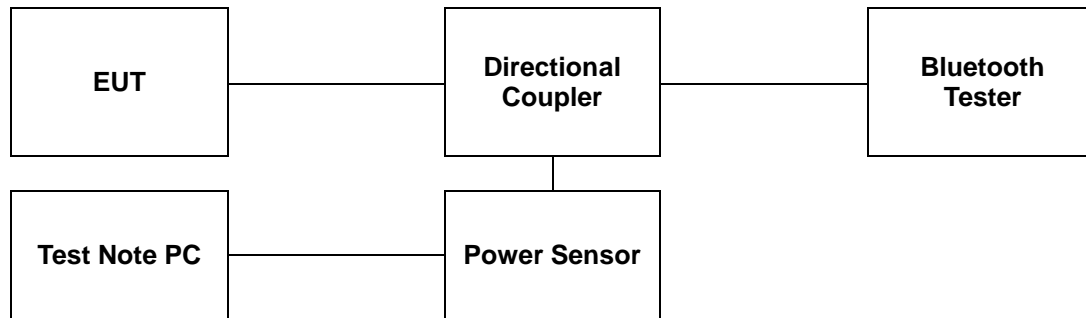 EUT
Directional
Coupler
Bluetooth
Tester
Test Note PC
Power Sensor